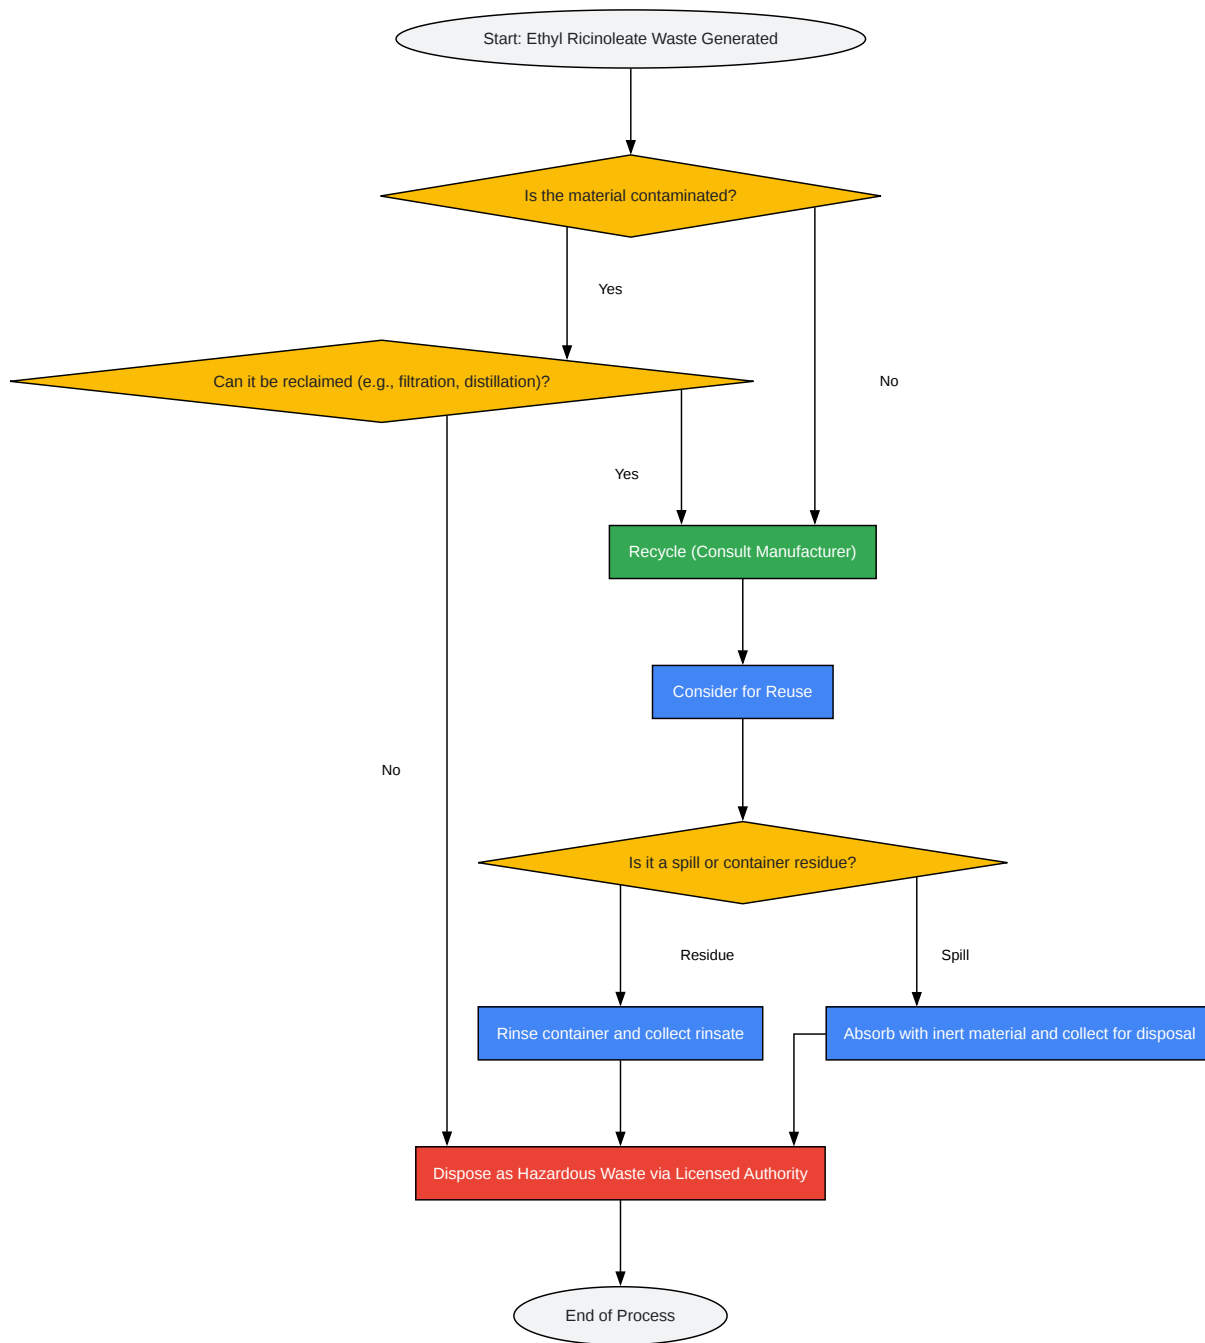 Start: Ethyl Ricinoleate Waste Generated
Is the material contaminated?
Yes
Can it be reclaimed (e.g., filtration, distillation)?
No
Yes
Recycle (Consult Manufacturer)
Consider for Reuse
No
Is it a spill or container residue?
Residue
Spill
Rinse container and collect rinsate
Absorb with inert material and collect for disposal
Dispose as Hazardous Waste via Licensed Authority
End of Process